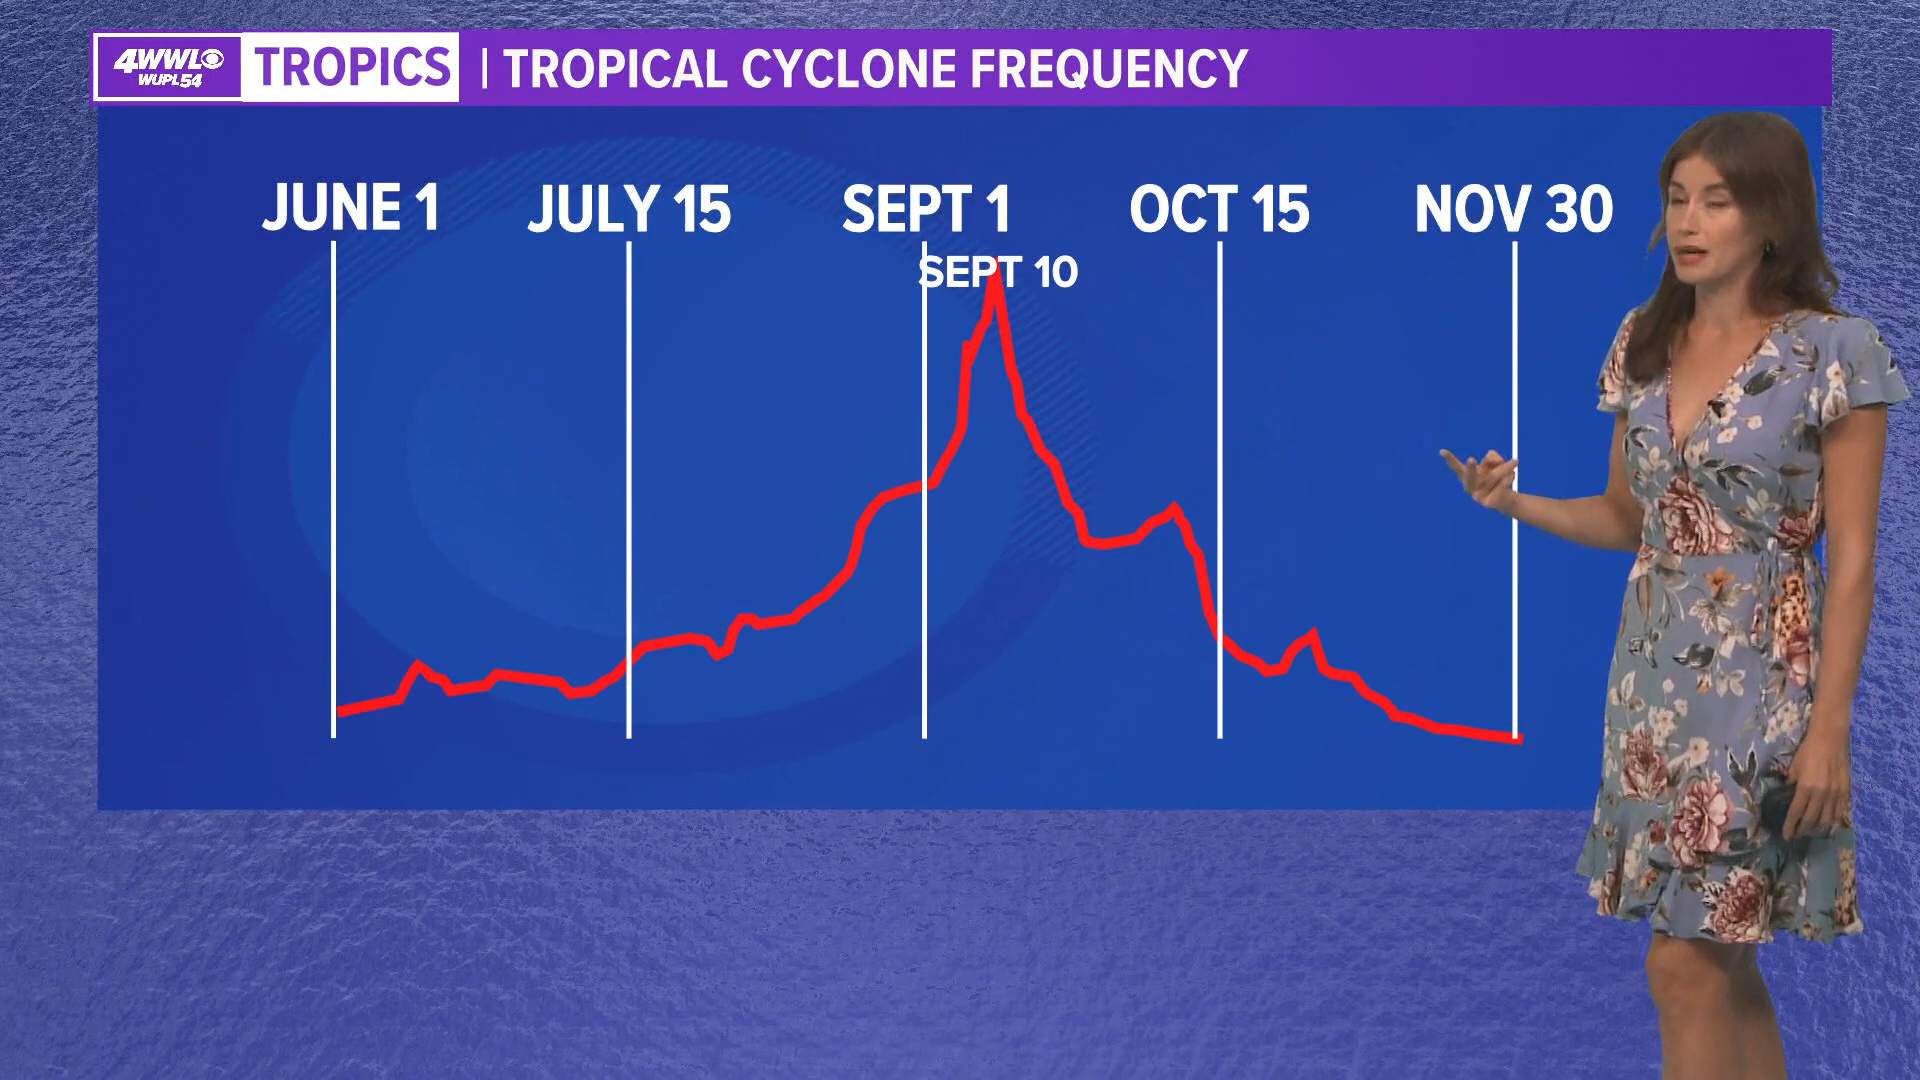 4WWL
WUPL54
TROPICS | TROPICAL CYCLONE FREQUENCY
JUNE 1 JULY 15 SEPT 1 OCT 15 NOV 30
SEPT 10